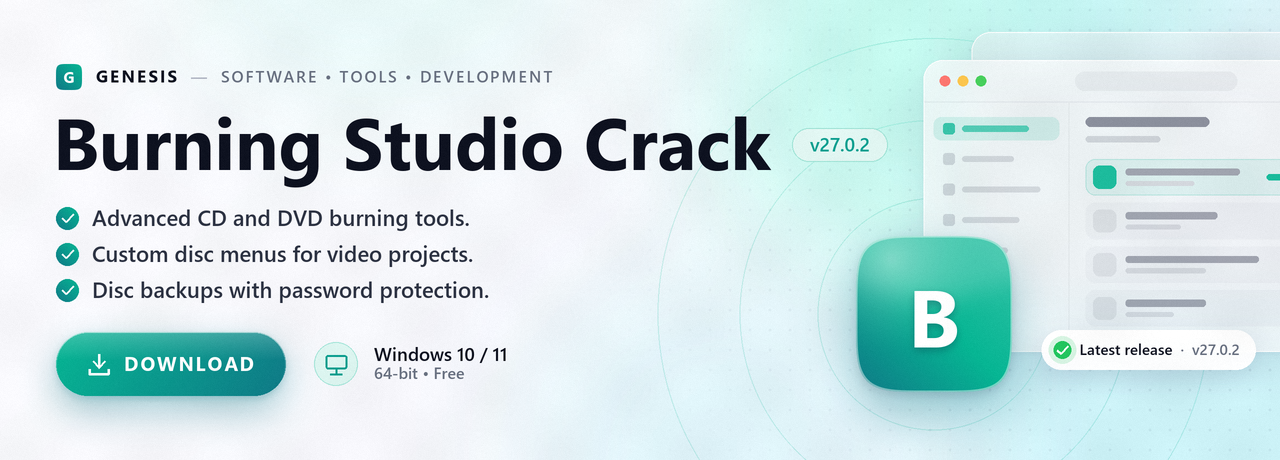 G GENESIS — SOFTWARE • TOOLS • DEVELOPMENT
Burning Studio Crack v27.0.2
Advanced CD and DVD burning tools.
Custom disc menus for video projects.
Disc backups with password protection.
DOWNLOAD
Windows 10 / 11
64-bit • Free
B
Latest release · v27.0.2